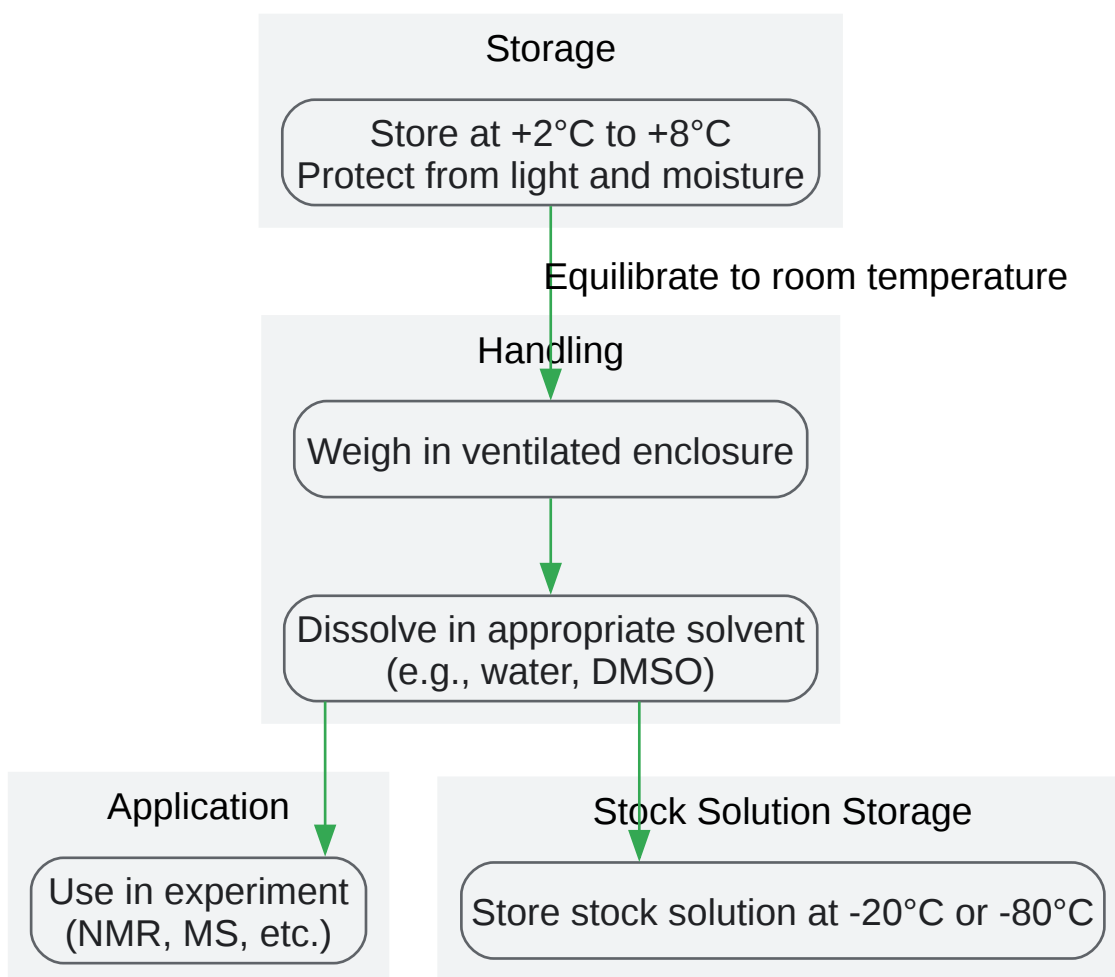 Storage
Store at +2°C to +8°C
Protect from light and moisture
Equilibrate to room temperature
Handling
Weigh in ventilated enclosure
Dissolve in appropriate solvent
(e.g., water, DMSO)
Application
Use in experiment
(NMR, MS, etc.)
Stock Solution Storage
Store stock solution at -20°C or -80°C